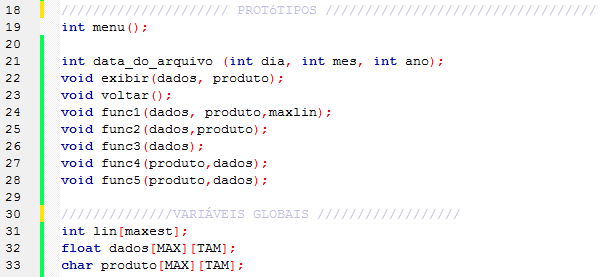 18 ///////////////////// PROTóTIPOS //////////////////////////////////
19 int menu();
20
21 int data_do_arquivo (int dia, int mes, int ano);
22 void exibir(dados, produto);
23 void voltar();
24 void func1(dados, produto,maxlin);
25 void func2(dados,produto);
26 void func3(dados);
27 void func4(produto,dados);
28 void func5(produto,dados);
29
30 //////////////VARIÁVEIS GLOBAIS //////////////////
31 int lin[maxest];
32 float dados[MAX][TAM];
33 char produto[MAX][TAM];